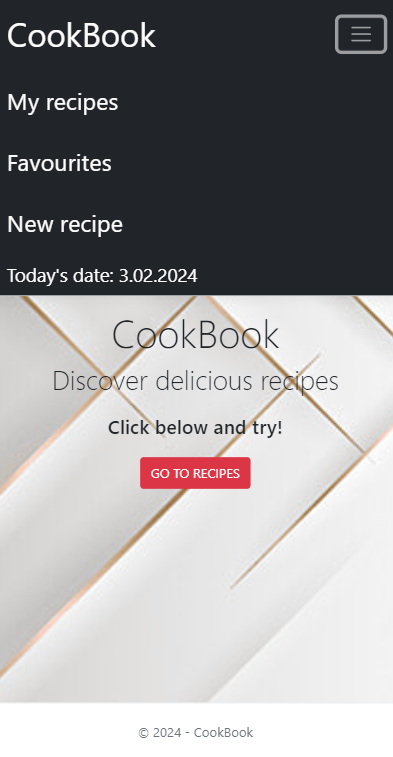 CookBook
My recipes
Favourites
New recipe
Today's date: 3.02.2024
CookBook
Discover delicious recipes
Click below and try!
GO TO RECIPES
© 2024 - CookBook